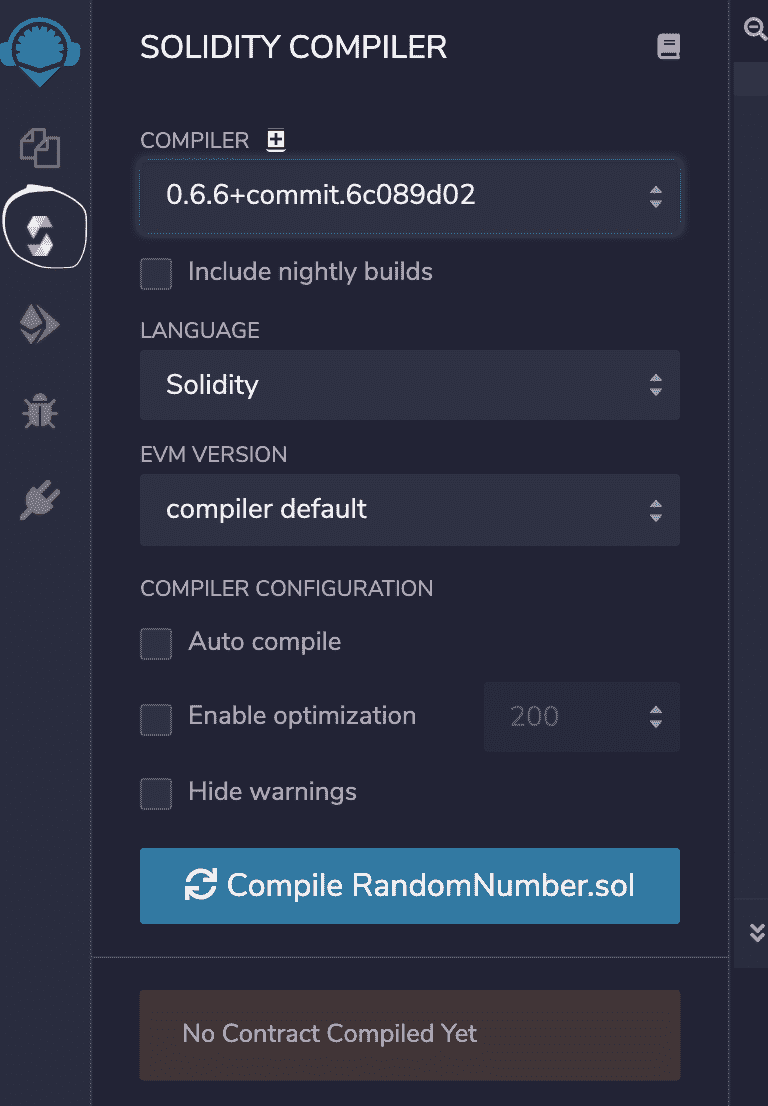 SOLIDITY COMPILER
COMPILER
0.6.6+commit.6c089d02
Include nightly builds
LANGUAGE
Solidity
EVM VERSION
compiler default
COMPILER CONFIGURATION
Auto compile
Enable optimization 200
Hide warnings
Compile RandomNumber.sol
No Contract Compiled Yet